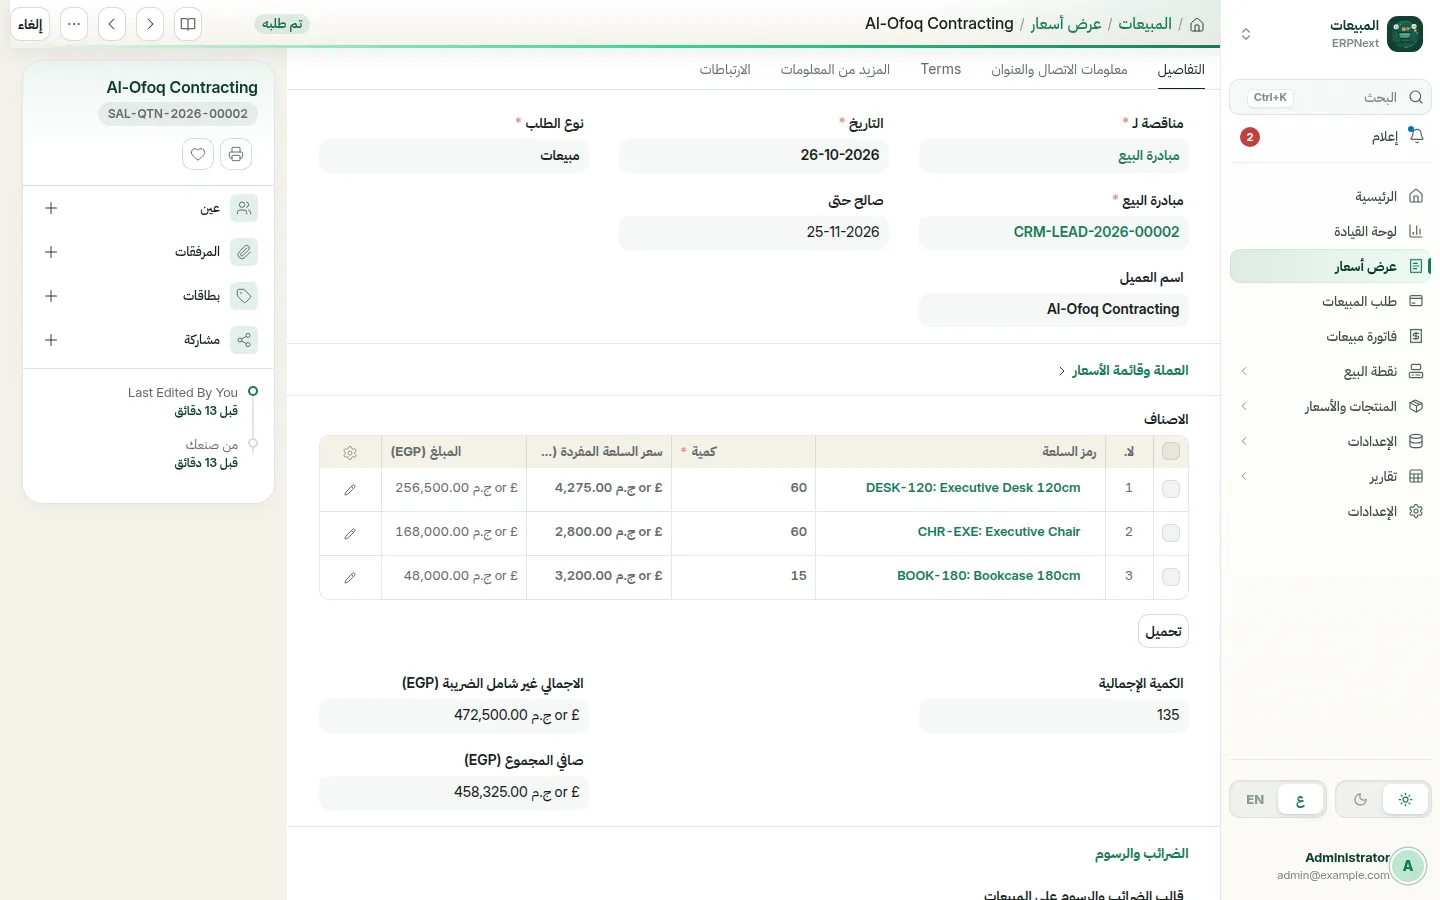 المبيعات
ERPNext
البحث
Ctrl+K
إعلام
2
الرئيسية
لوحة القيادة
عرض أسعار
طلب المبيعات
فاتورة مبيعات
نقطة البيع
المنتجات والأسعار
الإعدادات
تقارير
الإعدادات
ع
EN
Administrator
A
admin@example.com
المبيعات / عرض أسعار / Al-Ofoq Contracting
تم طلبه
إلغاء
التفاصيل
معلومات الاتصال والعنوان
Terms
المزيد من المعلومات
الارتباطات
مناقصة لـ *
التاريخ *
نوع الطلب *
مبادرة البيع
26-10-2026
مبيعات
مبادرة البيع *
صالح حتى
CRM-LEAD-2026-00002
25-11-2026
اسم العميل
Al-Ofoq Contracting
العملة وقائمة الأسعار
الاصناف
لا.
رمز السلعة
كمية *
سعر السلعة المفردة (...
المبلغ (EGP)
1
DESK-120: Executive Desk 120cm
60
£ or ج.م 4,275.00
£ or ج.م 256,500.00
2
CHR-EXE: Executive Chair
60
£ or ج.م 2,800.00
£ or ج.م 168,000.00
3
BOOK-180: Bookcase 180cm
15
£ or ج.م 3,200.00
£ or ج.م 48,000.00
تحميل
الكمية الإجمالية
الاجمالي غير شامل الضريبة (EGP)
135
£ or ج.م 472,500.00
صافي المجموع (EGP)
£ or ج.م 458,325.00
الضرائب والرسوم
قالب الضرائب والرسوم على المبيعات
Al-Ofoq Contracting
SAL-QTN-2026-00002
عين
المرفقات
بطاقات
مشاركة
Last Edited By You
قبل 13 دقائق
من صنعك
قبل 13 دقائق